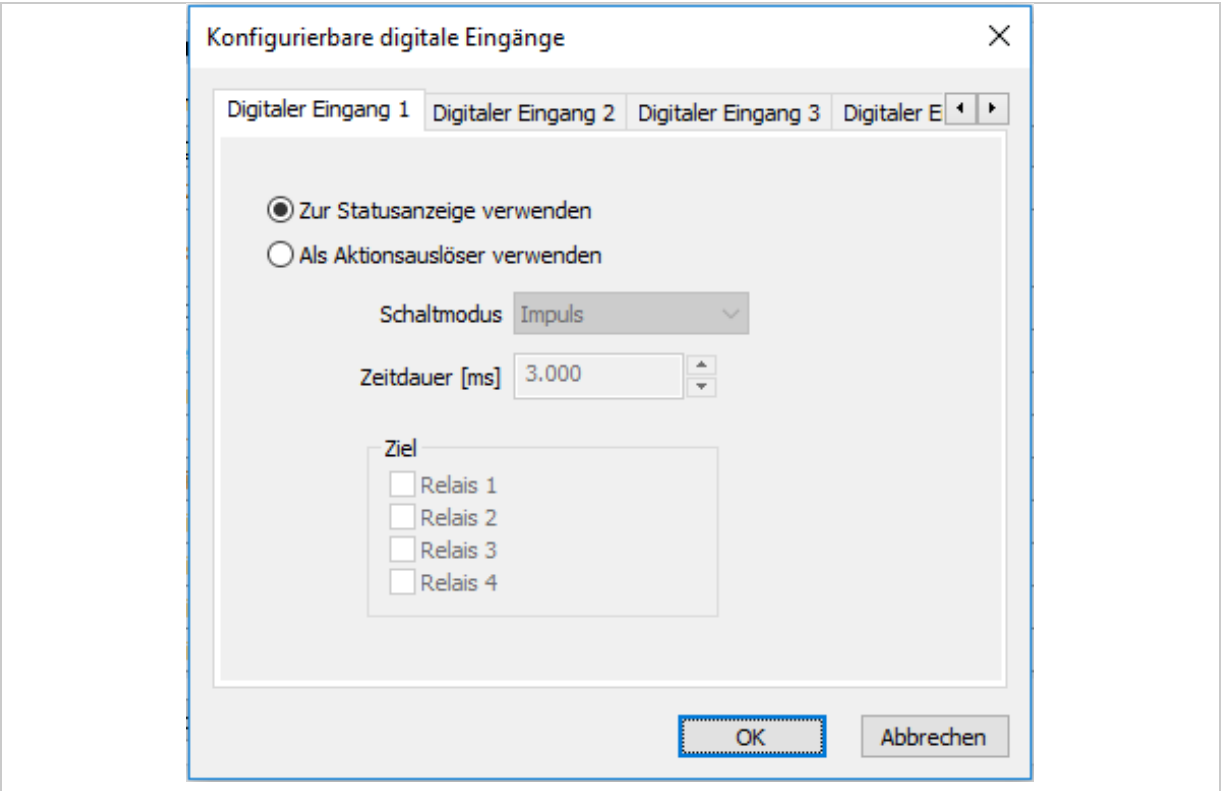 Konfigurierbare digitale Eingänge
Digitaler Eingang 1 Digitaler Eingang 2 Digitaler Eingang 3 Digitaler E
Zur Statusanzeige verwenden
Als Aktionsauslöser verwenden
Schaltmodus Impuls
Zeitdauer [ms] 3.000
Ziel
Relais 1
Relais 2
Relais 3
Relais 4
OK Abbrechen